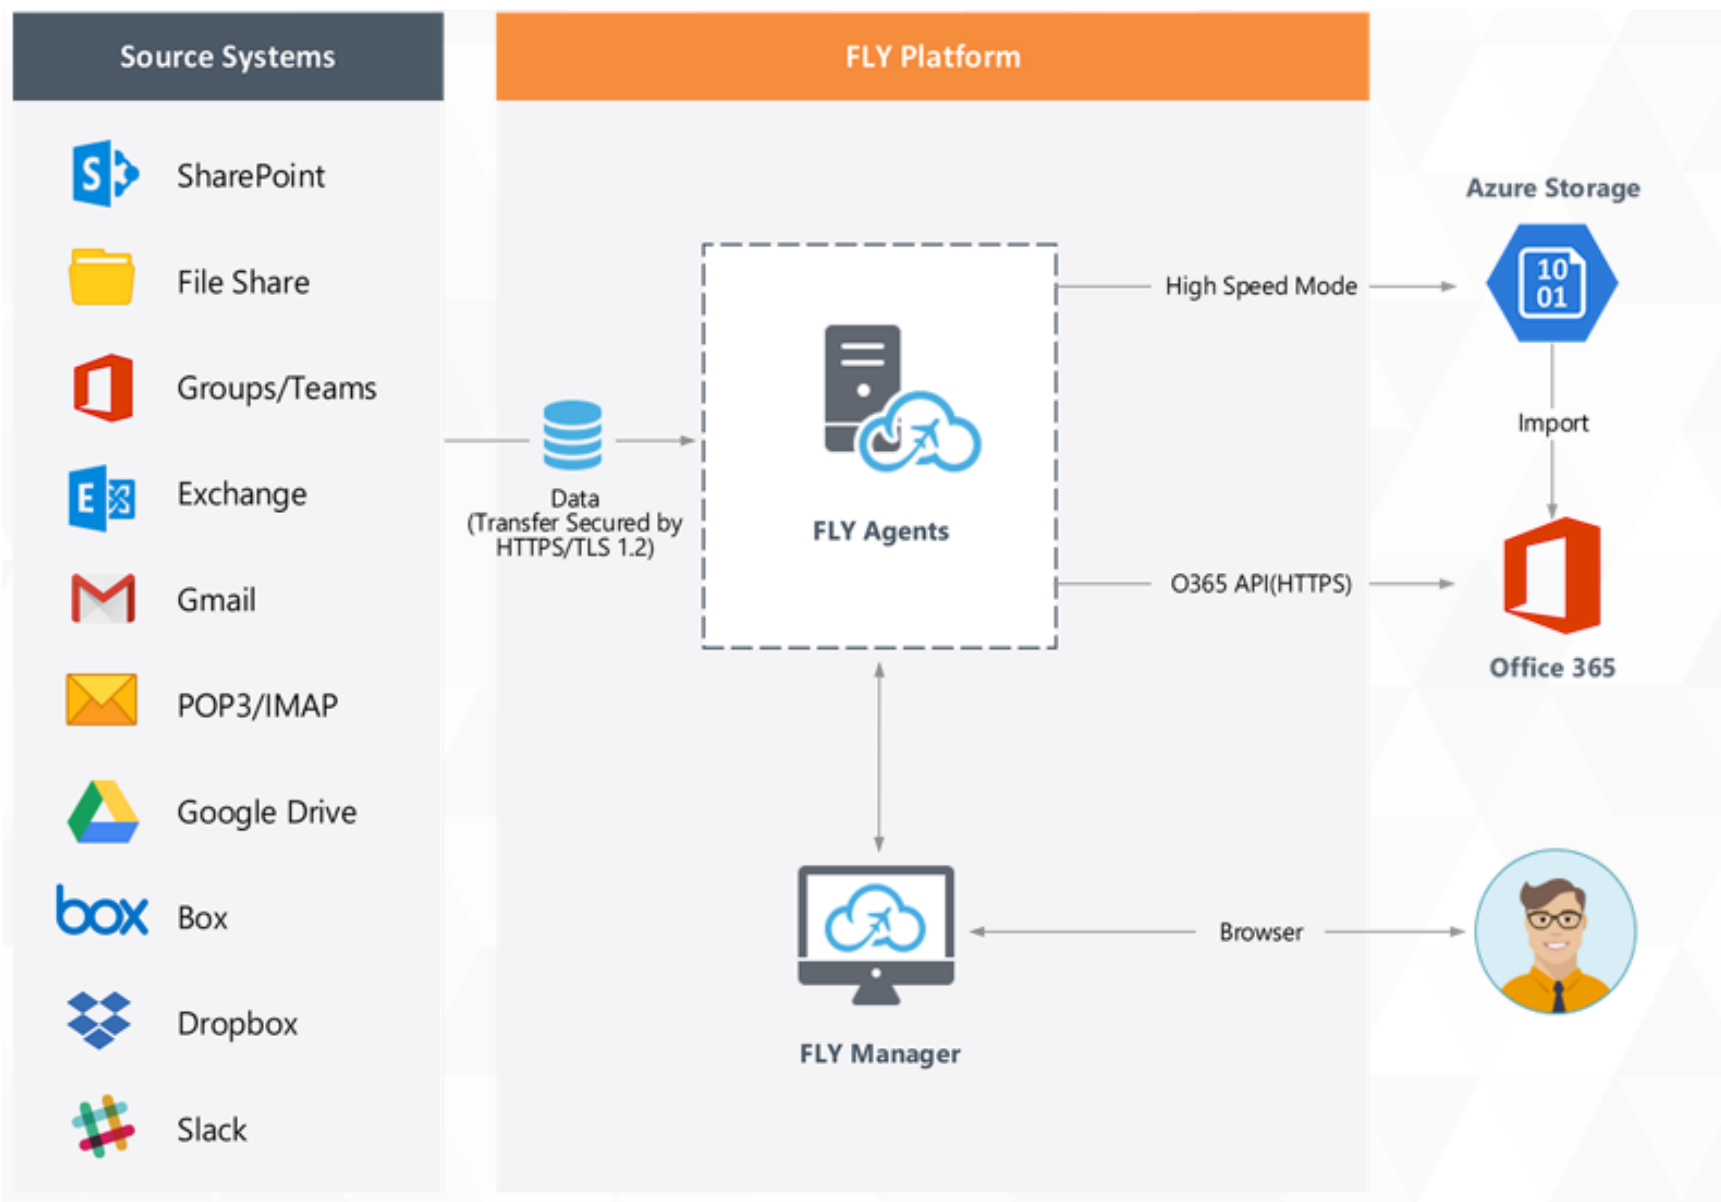 Source Systems
SharePoint
File Share
Groups/Teams
Exchange
Gmail
POP3/IMAP
Google Drive
box Box
Dropbox
Slack
Data
(Transfer Secured by
HTTPS/TLS 1.2)
FLY Platform
FLY Agents
High Speed Mode
O365 API(HTTPS)
FLY Manager
Browser
Azure Storage
10
01
Import
Office 365
S
E